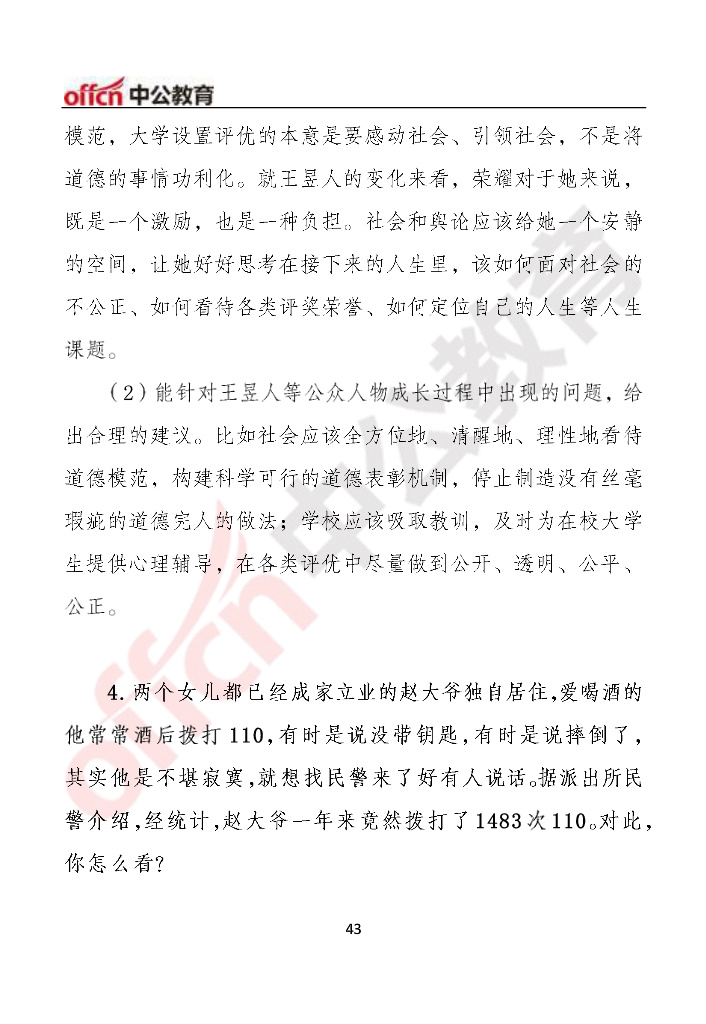 offcn 中公教育
模范，大学设置评优的本意是要感动社会、引领社会，不是将
道德的事情功利化。就王昱人的变化来看，荣耀对于她来说，
既是一个激励，也是一种负担。社会和舆论应该给她一个安静
的空间，让她好好思考在接下来的人生里，该如何面对社会的
不公正、如何看待各类评奖荣誉、如何定位自己的人生等人生
课题。
（2）能针对王昱人等公众人物成长过程中出现的问题，给
出合理的建议。比如社会应该全方位地、清醒地、理性地看待
道德模范，构建科学可行的道德表彰机制，停止制造没有丝毫
瑕疵的道德完人的做法；学校应该吸取教训，及时为在校大学
生提供心理辅导，在各类评优中尽量做到公开、透明、公平、
公正。
4.两个女儿都已经成家立业的赵大爷独自居住,爱喝酒的
他常常酒后拨打110,有时是说没带钥匙,有时是说摔倒了,
其实他是不堪寂寞,就想找民警来了好有人说话。据派出所民
警介绍,经统计,赵大爷一年来竟然拨打了1483次110。对此,
你怎么看?
43
offcn 中公教育